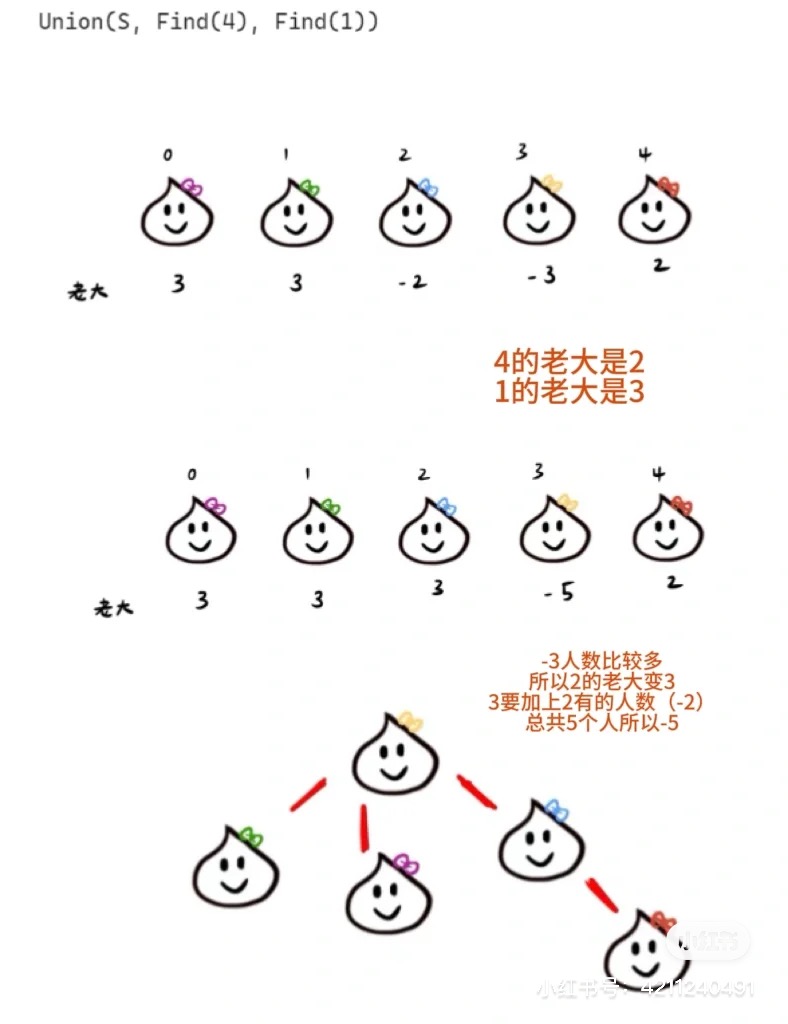 Union(S, Find(4), Find(1))
0 1 2 3 4
老大 3 3 -2 -3 2
4的老大是2
1的老大是3
0 1 2 3 4
老大 3 3 3 -5 2
-3人数比较多
所以2的老大变3
3要加上2有的人数（-2）
总共5个人所以-5
小红书
小红书号：4211240491